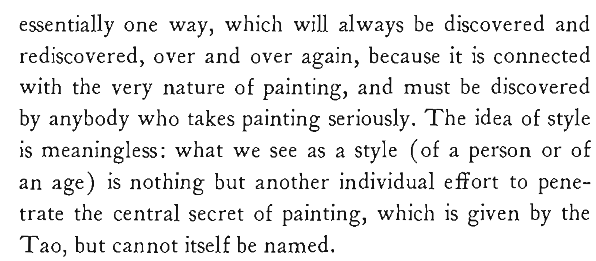 essentially one way, which will always be discovered and
rediscovered, over and over again, because it is connected
with the very nature of painting, and must be discovered
by anybody who takes painting seriously. The idea of style
is meaningless: what we see as a style (of a person or of
an age) is nothing but another individual effort to pene-
trate the central secret of painting, which is given by the
Tao, but cannot itself be named.